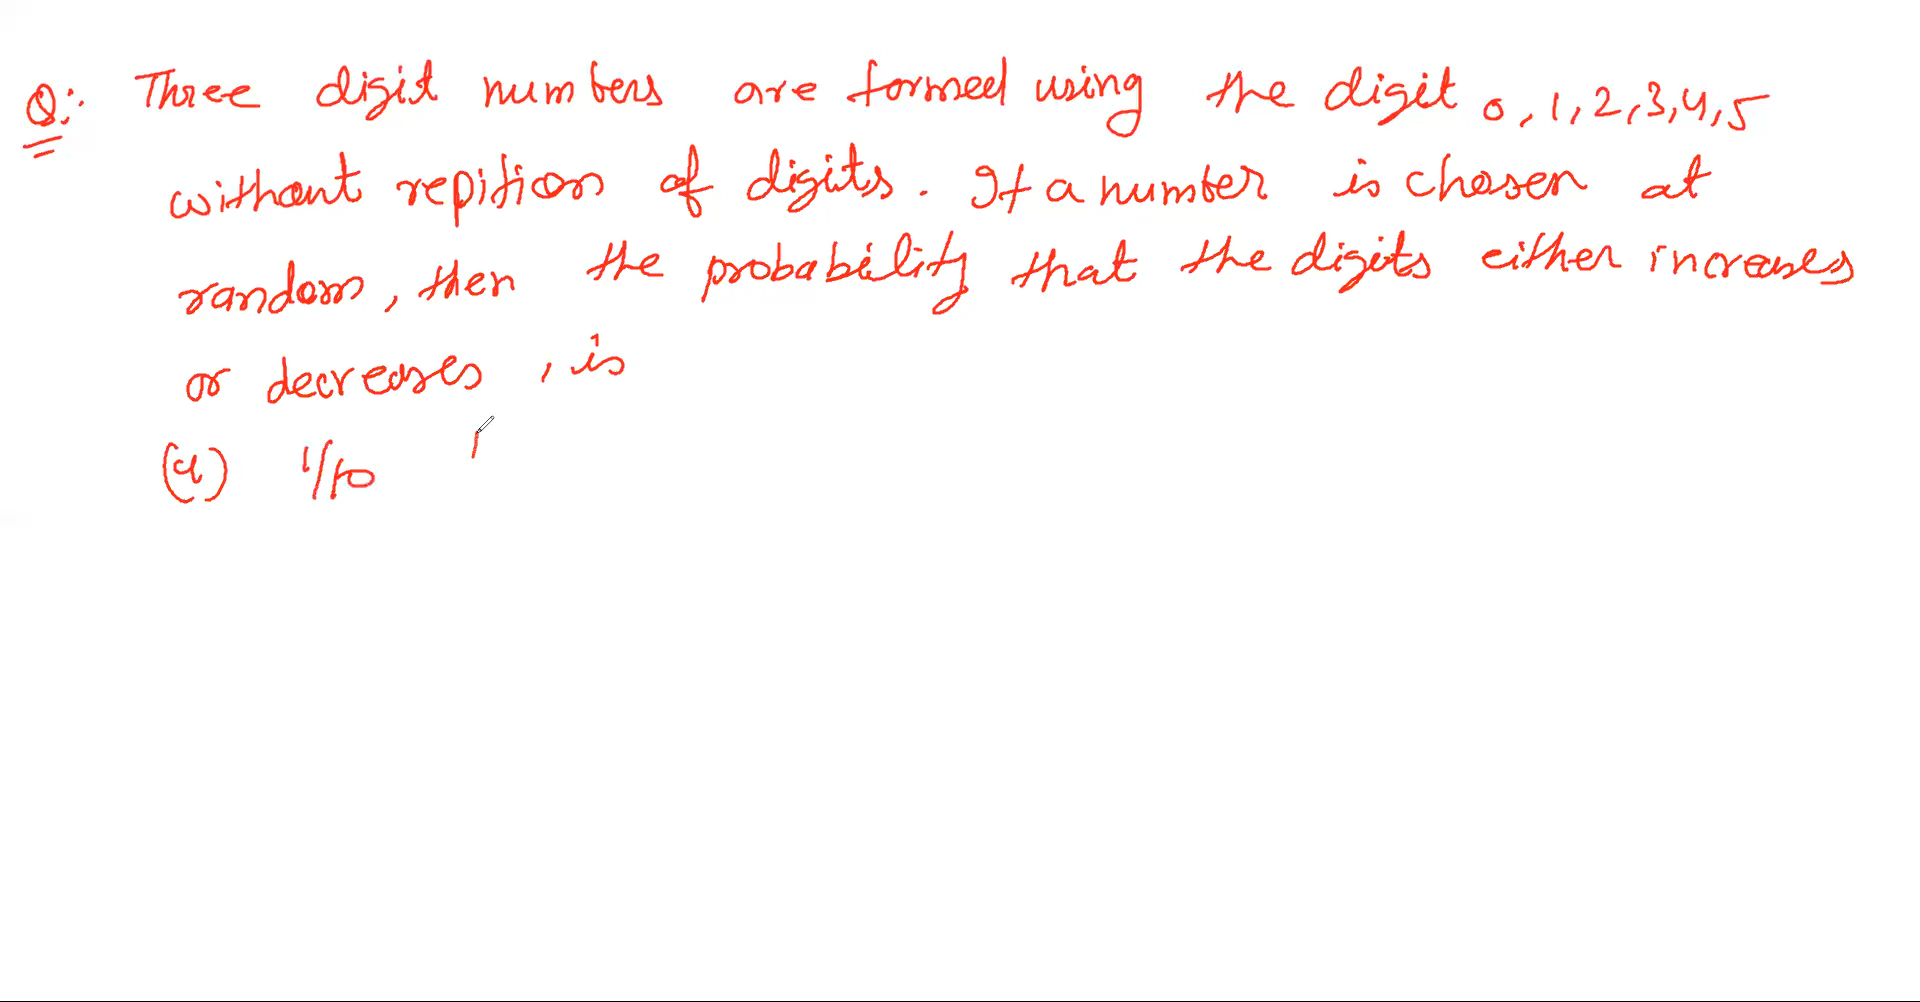 Q:. Three digit numbers are formed using the digit 0, 1, 2, 3, 4, 5
without repition of digits. If a number is chosen at
random, then the probability that the digits either increases
or decreases, is
(a) 1/10